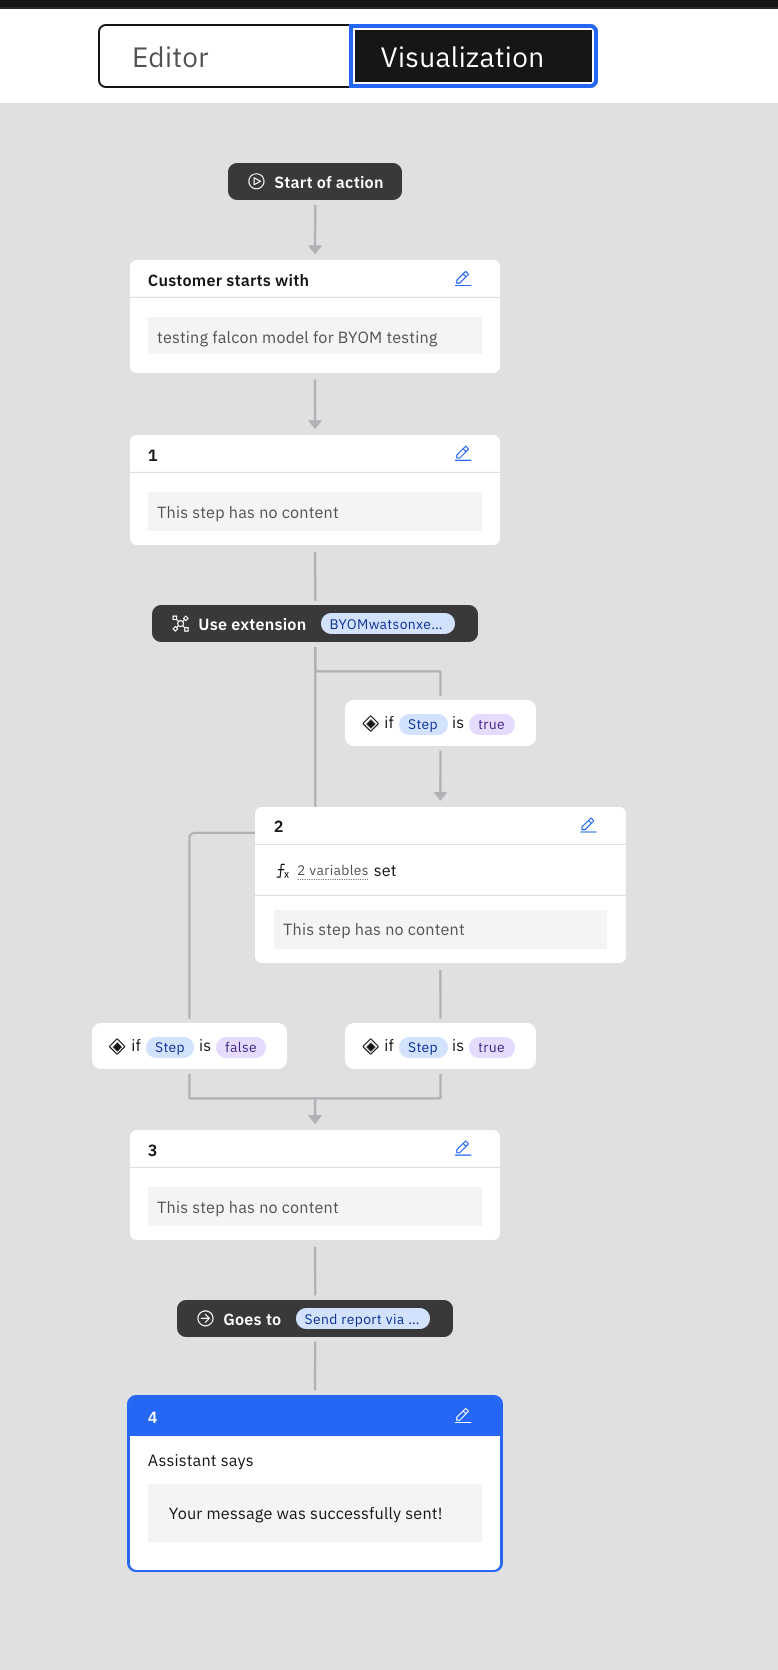 Editor
Visualization
Start of action
Customer starts with
testing falcon model for BYOM testing
1
This step has no content
Use extension BYOMwatsonxe...
if Step is true
2
fx 2 variables set
This step has no content
if Step is false
if Step is true
3
This step has no content
Goes to Send report via ...
4
Assistant says
Your message was successfully sent!